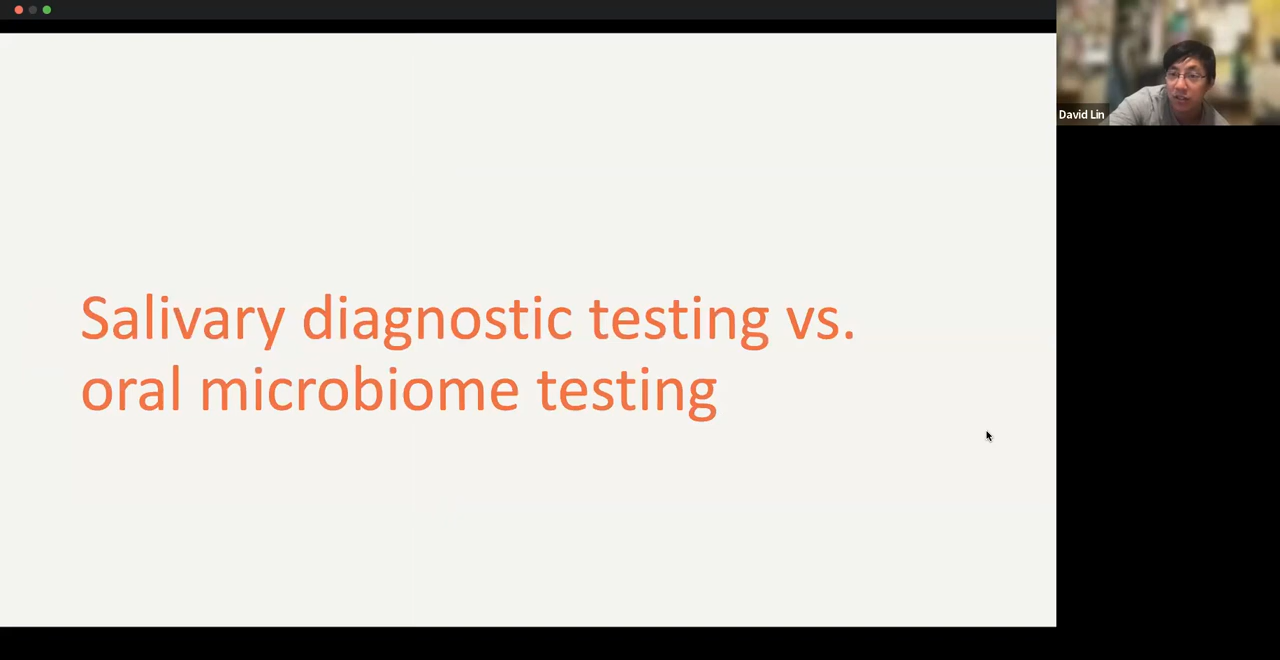 Salivary diagnostic testing vs.
oral microbiome testing
David Lin